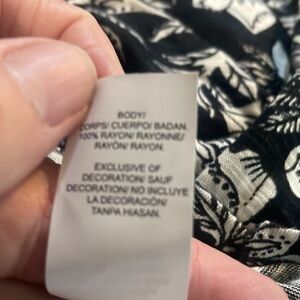 BODY/
CORPS/ CUERPO/ BADAN.
100% RAYON/ RAYONNE/
RAYÓN/ RAYON.
EXCLUSIVE OF
DECORATION/ SAUF
DECORATION/ NO INCLUYE
LA DECORACIÓN/
TANPA HIASAN.